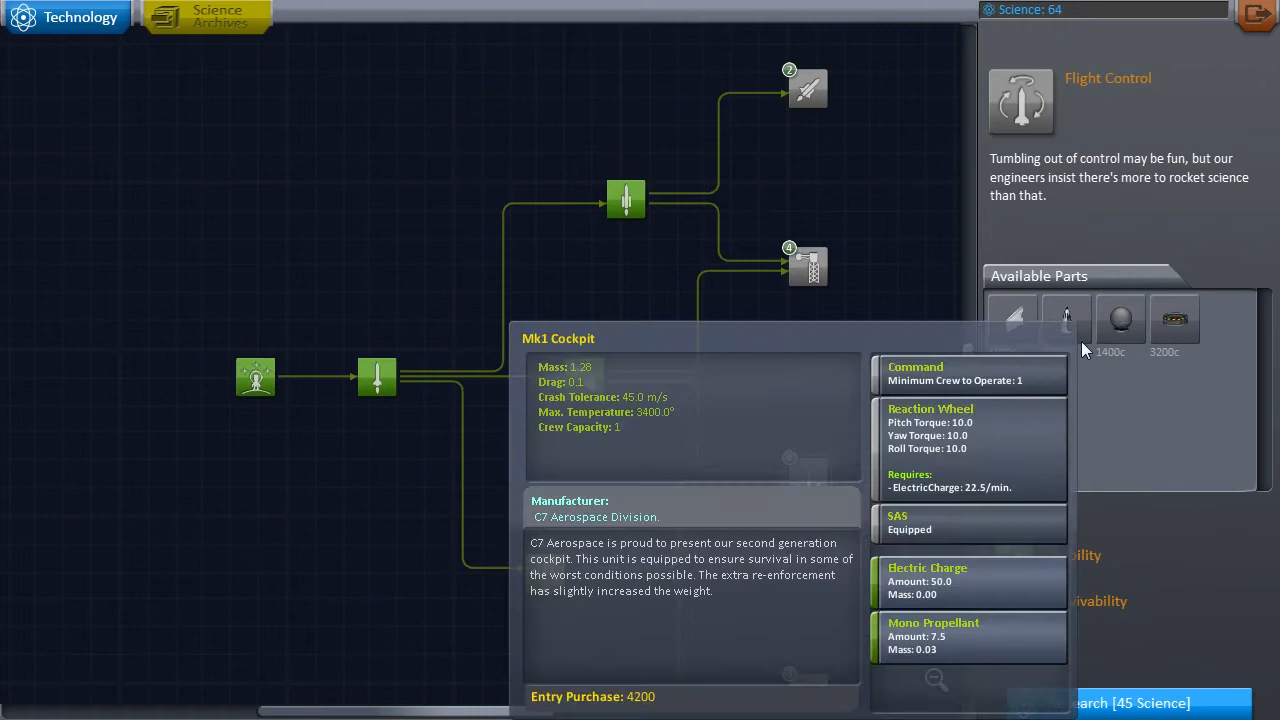 Technology
Science Archives
Science: 64
Flight Control
Tumbling out of control may be fun, but our
engineers insist there's more to rocket science
than that.
2
4
Available Parts
1400c
3200c
Mk1 Cockpit
Mass: 1.28
Drag: 0.1
Crash Tolerance: 45.0 m/s
Max. Temperature: 3400.0°
Crew Capacity: 1
Manufacturer:
C7 Aerospace Division.
C7 Aerospace is proud to present our second generation
cockpit. This unit is equipped to ensure survival in some of
the worst conditions possible. The extra re-enforcement
has slightly increased the weight.
Entry Purchase: 4200
Command
Minimum Crew to Operate: 1
Reaction Wheel
Pitch Torque: 10.0
Yaw Torque: 10.0
Roll Torque: 10.0
Requires:
- ElectricCharge: 22.5/min.
SAS
Equipped
Electric Charge
Amount: 50.0
Mass: 0.00
Mono Propellant
Amount: 7.5
Mass: 0.03
bility
vivability
search [45 Science]